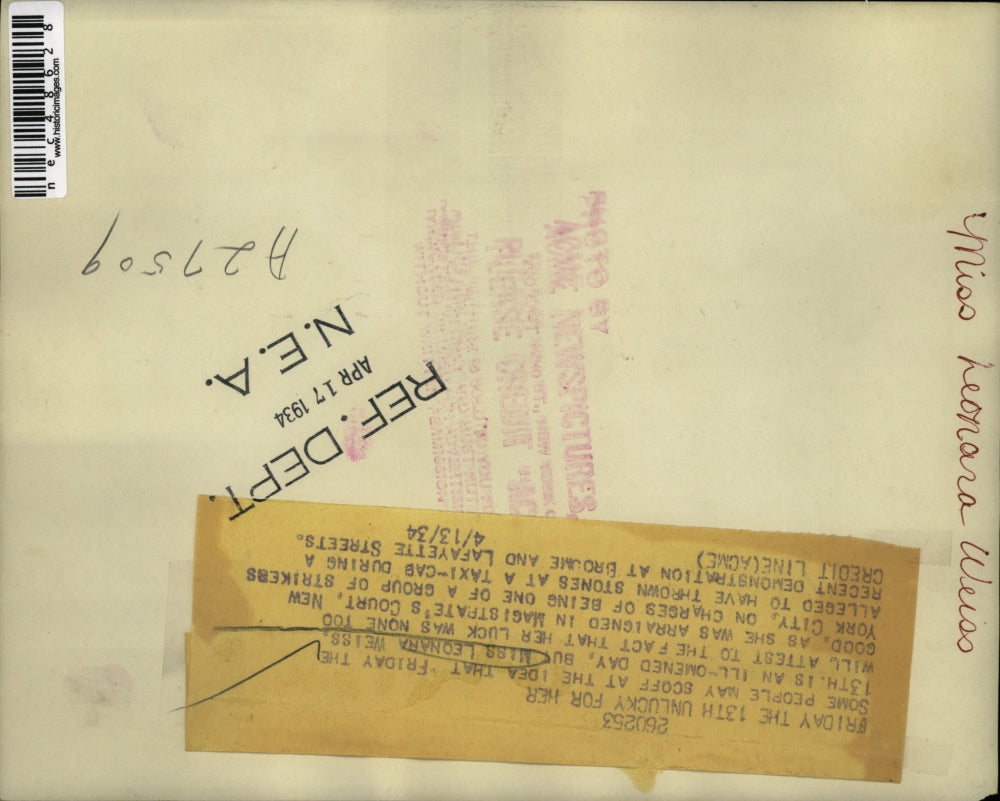 nec48628
www.historicimages.com
A27509
REF. DEPT.
APR 17 1934
N.E.A.
PHOTO BY
ACME NEWSPICTURES,
PLEASE CREDIT "AC
Miss Leonara Weiss
260253
FRIDAY THE 13TH UNLUCKY FOR HER
SOME PEOPLE MAY SCOFF AT THE IDEA THAT FRIDAY THE
13TH. IS AN ILL-OMENED DAY, BUT MISS LEONARA WEISS,
WILL ATTEST TO THE FACT THAT HER LUCK WAS NONE TOO
GOOD, AS SHE WAS ARRAIGNED IN MAGISTRATE'S COURT, NEW
YORK CITY, ON CHARGES OF BEING ONE OF A GROUP OF STRIKERS
ALLEGED TO HAVE THROWN STONES AT A TAXI-CAB DURING A
RECENT DEMONSTRATION AT BROOME AND LAFAYETTE STREETS.
CREDIT LINE(ACME) 4/13/34